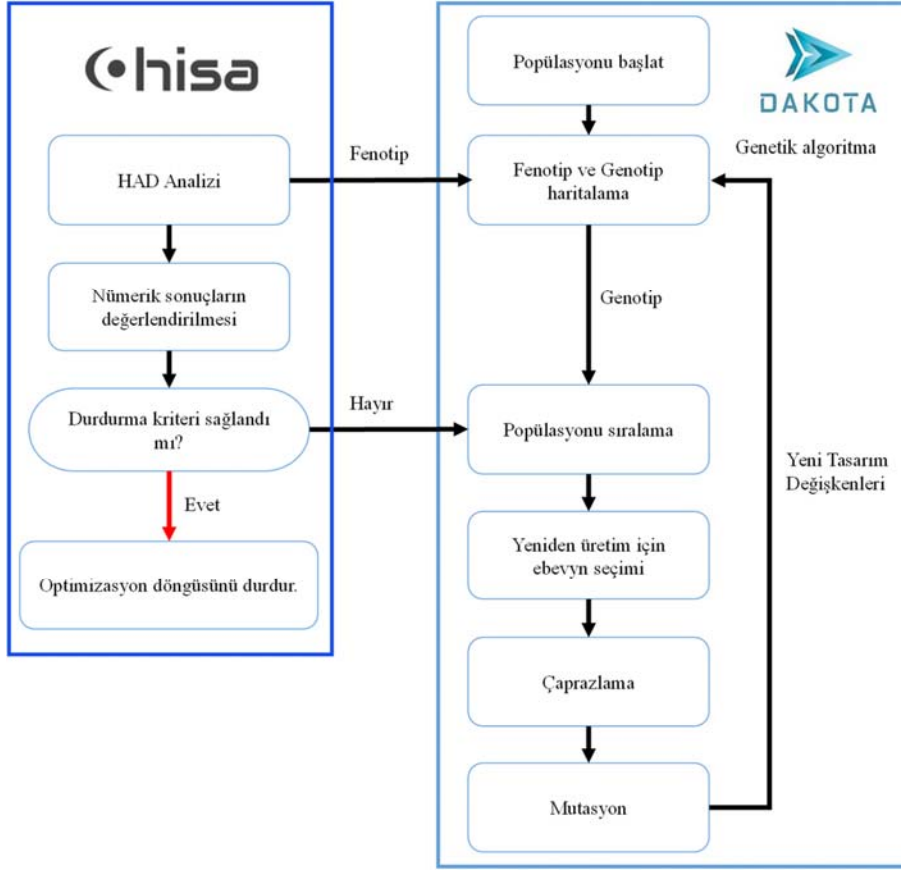 hisa
HAD Analizi
Nümerik sonuçların
değerlendirilmesi
Durdurma kriteri sağlandı
mı?
Evet
Optimizasyon döngüsünü durdur.
Fenotip
Hayır
Popülasyonu başlat
DAKOTA
Genetik algoritma
Fenotip ve Genotip
haritalama
Genotip
Popülasyonu sıralama
Yeniden üretim için
ebevyn seçimi
Çaprazlama
Mutasyon
Yeni Tasarım
Değişkenleri